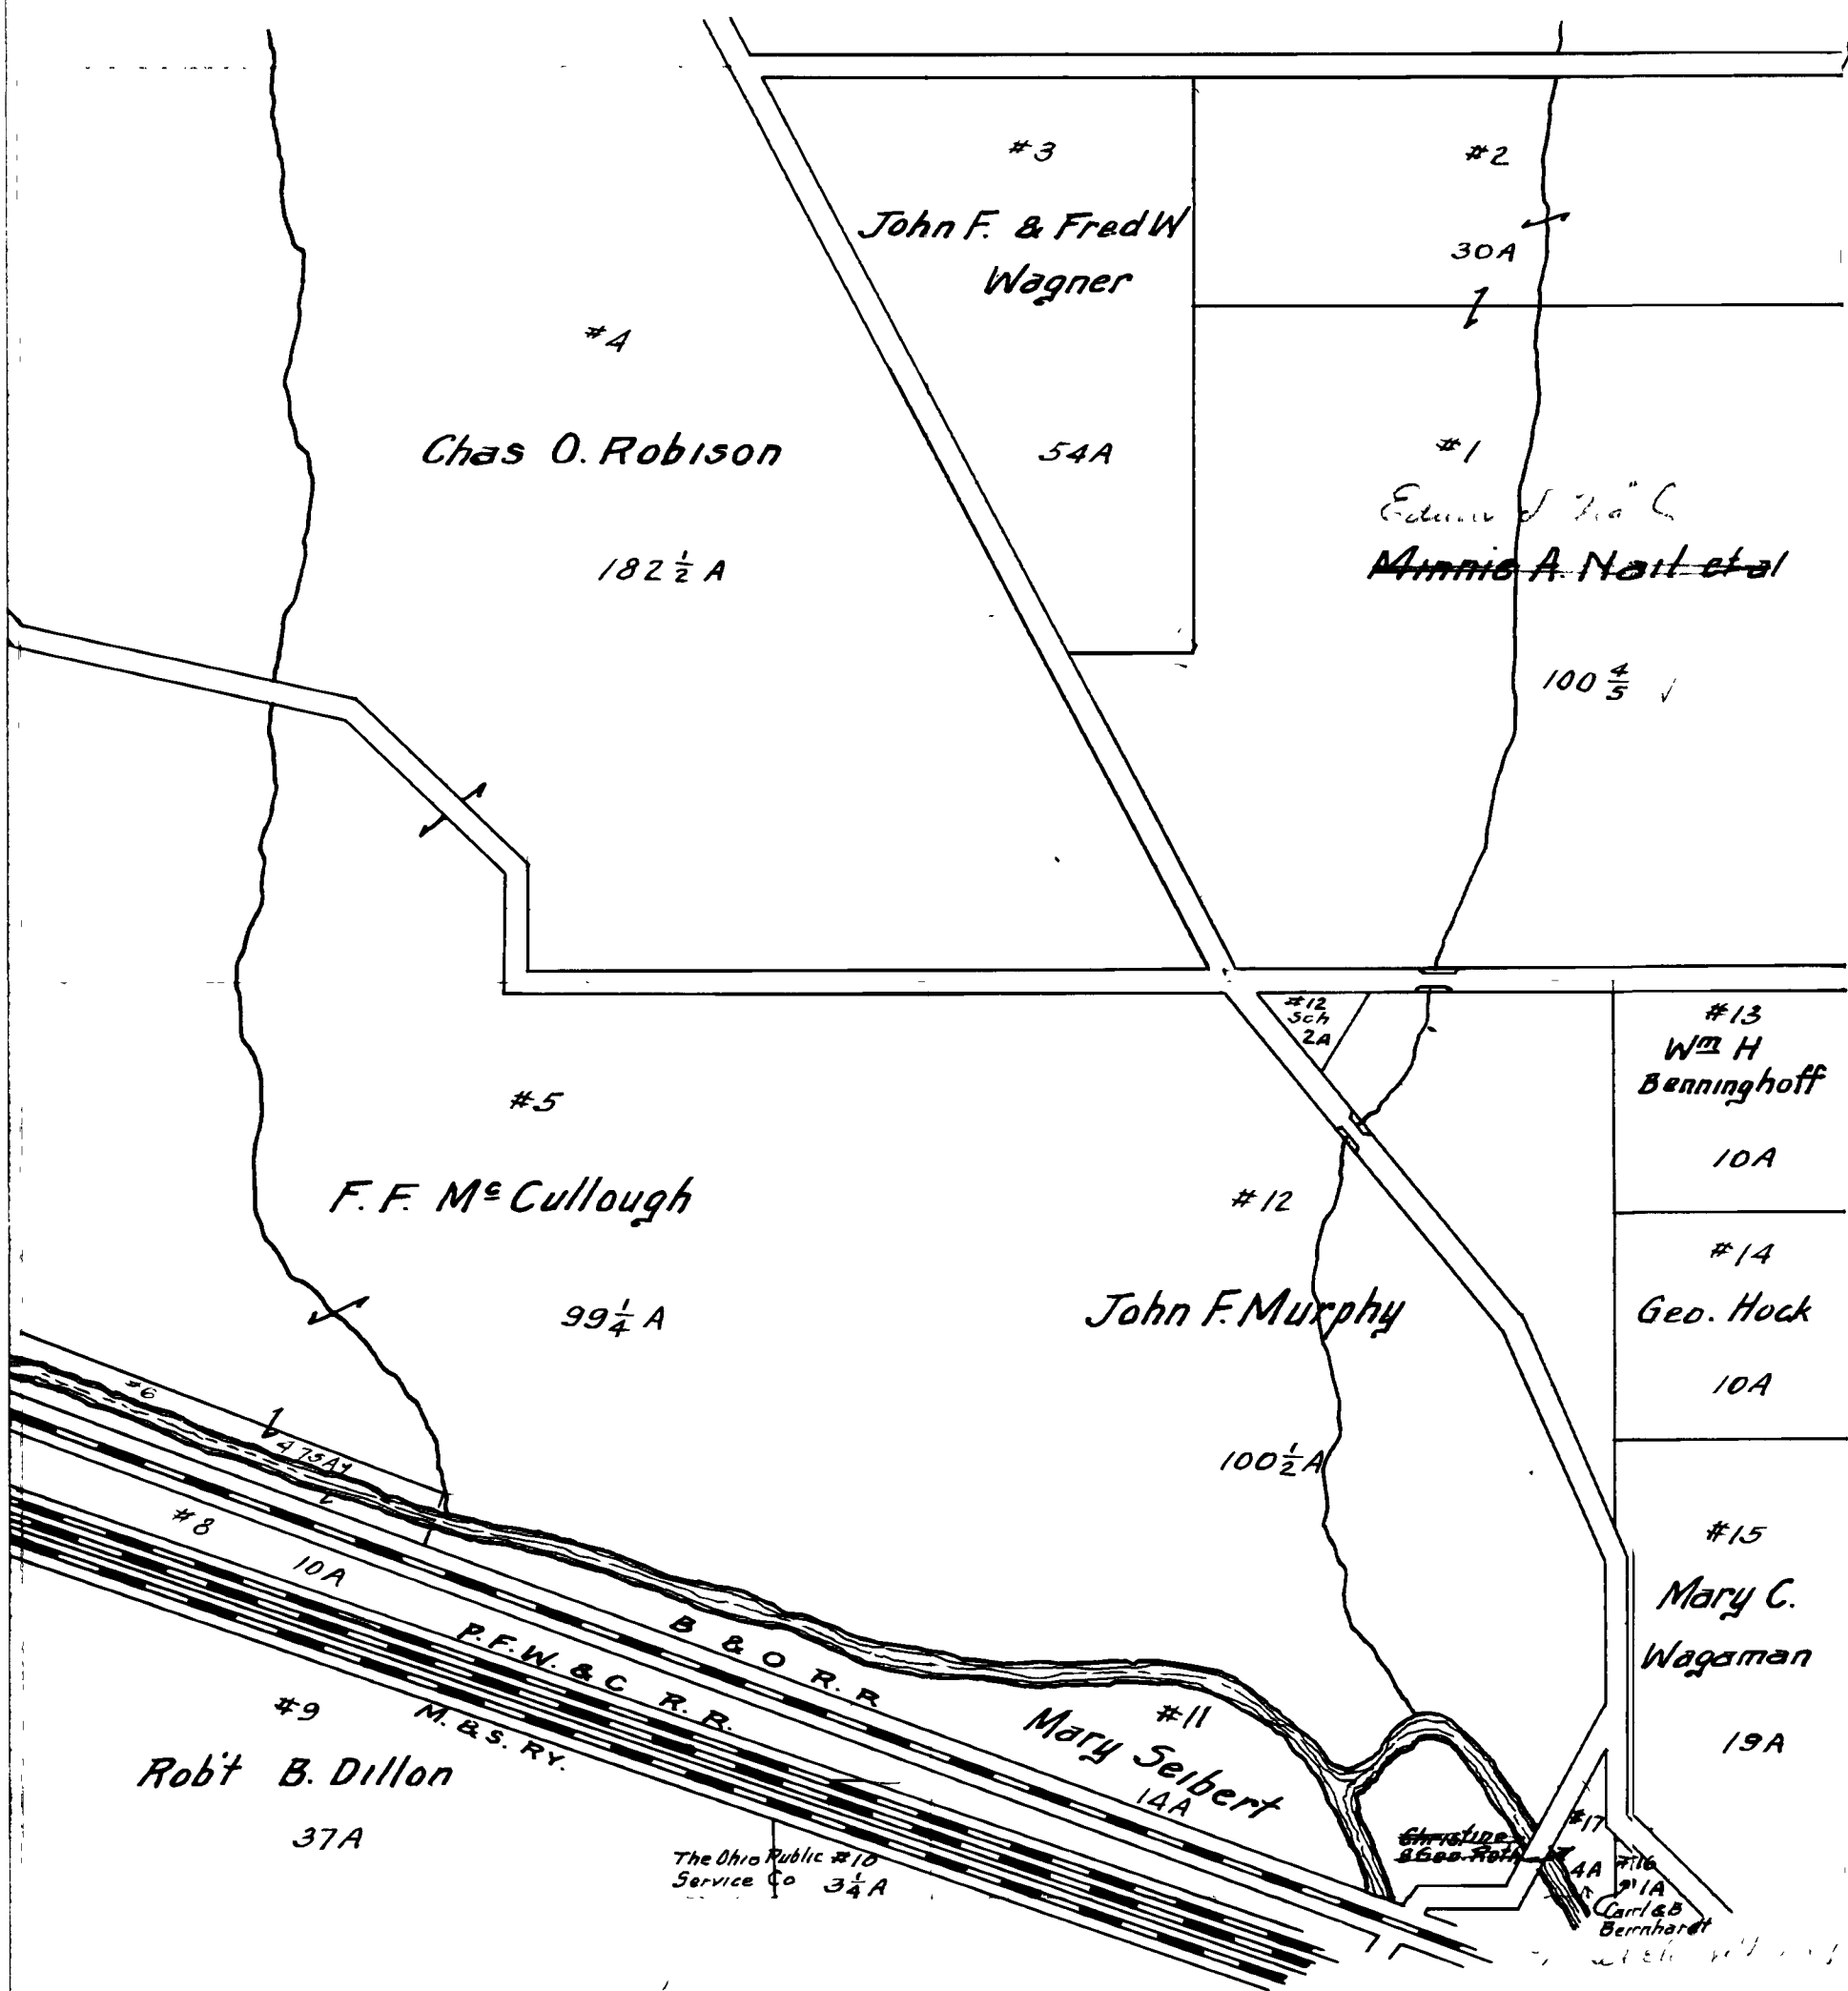 #3
John F. & Fred W
Wagner
54A
#2
30A
#4
Chas O. Robison
182 1/2 A
#1
Minnie A. Nail et al
100 4/5
#12
Sch
2A
#13
Wm H
Benninghoff
10A
#5
F. F. Mc Cullough
99 1/4 A
#12
John F. Murphy
100 1/2 A
#14
Geo. Hock
10A
#6
#15
Mary C.
Wagaman
19A
#8
10A
B & O R. R
P. F. W. & C R. R.
M. & S. RY.
#9
Rob't B. Dillon
37A
#11
Mary Seibert
14A
The Ohio Public #10
Service Co 3 1/4 A
Christine
& Geo. Roth
#17
4A
#16
1A
Carl & B
Bernhardt